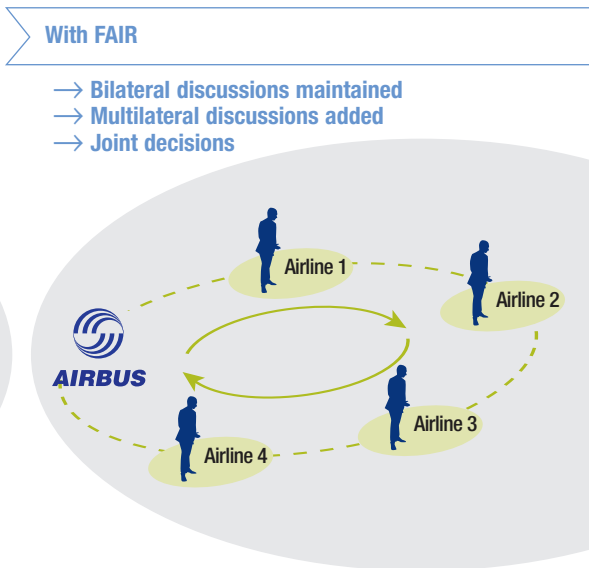 With FAIR
→ Bilateral discussions maintained
→ Multilateral discussions added
→ Joint decisions
Airline 1
Airline 2
AIRBUS
Airline 3
Airline 4